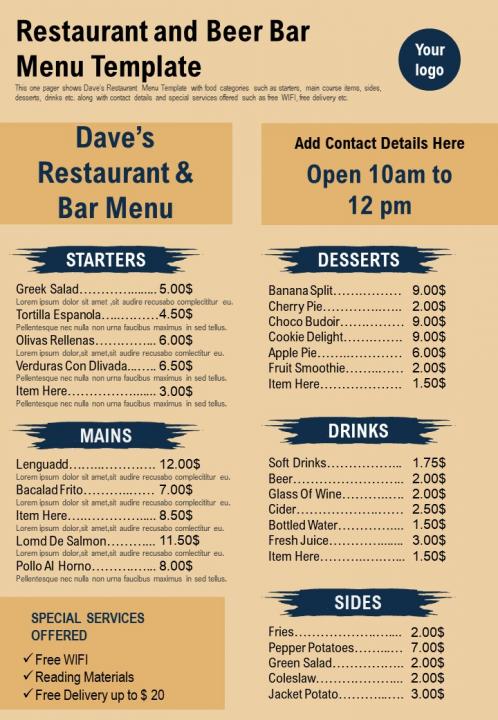 Restaurant and Beer Bar
Menu Template
Your
logo
This one pager shows Dave's Restaurant Menu Template with food categories such as starters, main course items, sides,
desserts, drinks etc. along with contact details and special services offered such as free WIFI, free delivery etc.
Dave's
Restaurant &
Bar Menu
Add Contact Details Here
Open 10am to
12 pm
STARTERS
Greek Salad.................... 5.00$
Lorem ipsum dolor sit amet ,sit audire recusabo complecititur eu.
Tortilla Espanola..............4.50$
Pellentesque nec nulla non urna faucibus maximus in sed tellus.
Olivas Rellenas................ 6.00$
Lorem ipsum dolor,sit amet,sit audire recusabo comlectitur eu.
Verduras Con Dlivada........ 6.50$
Pellentesque nec nulla non urna faucibus maximus in sed tellus.
Item Here....................... 3.00$
Pellentesque nec nulla non urna faucibus maximus in sed tellus.
MAINS
Lenguadd..................... 12.00$
Lorem ipsum dolor,sit amet,sit audire recusabo complecititur eu.
Bacalad Frito................. 7.00$
Lorem ipsum dolor sit amet,sit audire recusabo complecititur eu.
Item Here..................... 8.50$
Lorem ipsum dolor,sit amet,sit audire recusabo comlectitur eu.
Lomd De Salmon............ 11.50$
Lorem ipsum dolor,sit amet,sit audire recusabo complecititur eu.
Pollo Al Horno................ 8.00$
Pellentesque nec nulla non urna faucibus maximus in sed tellus.
SPECIAL SERVICES
OFFERED
✓Free WIFI
✓Reading Materials
✓Free Delivery up to $ 20
DESSERTS
Banana Split.................. 9.00$
Cherry Pie..................... 2.00$
Choco Budoir................. 9.00$
Cookie Delight............... 9.00$
Apple Pie...................... 6.00$
Fruit Smoothie............... 2.00$
Item Here...................... 1.50$
DRINKS
Soft Drinks.................... 1.75$
Beer............................. 2.00$
Glass Of Wine................ 2.00$
Cider............................ 2.50$
Bottled Water................. 1.50$
Fresh Juice................... 3.00$
Item Here...................... 1.50$
SIDES
Fries............................ 2.00$
Pepper Potatoes............. 7.00$
Green Salad.................. 2.00$
Coleslaw....................... 2.00$
Jacket Potato................. 3.00$